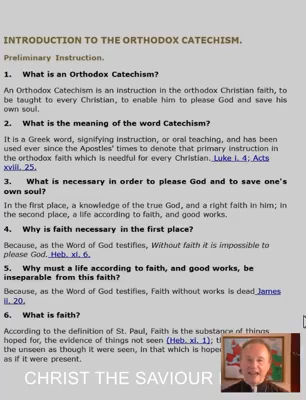 INTRODUCTION TO THE ORTHODOX CATECHISM.
Preliminary Instruction.
1. What is an Orthodox Catechism?
An Orthodox Catechism is an instruction in the orthodox Christian faith, to
be taught to every Christian, to enable him to please God and save his
own soul.
2. What is the meaning of the word Catechism?
It is a Greek word, signifying instruction, or oral teaching, and has been
used ever since the Apostles' times to denote that primary instruction in
the orthodox faith which is needful for every Christian. Luke i. 4; Acts
xviii. 25.
3. What is necessary in order to please God and to save one's
own soul?
In the first place, a knowledge of the true God, and a right faith in him; in
the second place, a life according to faith, and good works.
4. Why is faith necessary in the first place?
Because, as the Word of God testifies, Without faith it is impossible to
please God. Heb. xi. 6.
5. Why must a life according to faith, and good works, be
inseparable from this faith?
Because, as the Word of God testifies, Faith without works is dead James
ii. 20.
6. What is faith?
According to the definition of St. Paul, Faith is the substance of things
hoped for, the evidence of things not seen (Heb. xi. 1);
the unseen as though it were seen, in that which is hope
as if it were present.
CHRIST THE SAVIOUR